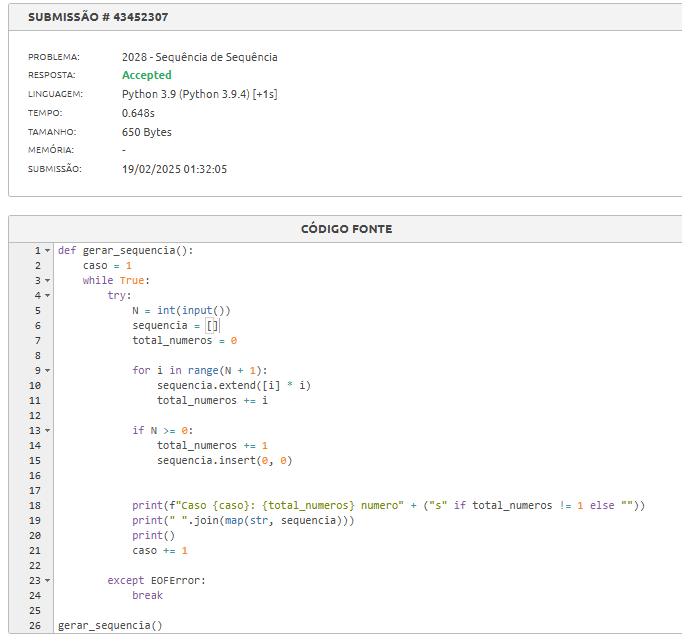 SUBMISSÃO # 43452307
PROBLEMA: 2028 - Sequência de Sequência
RESPOSTA: Accepted
LINGUAGEM: Python 3.9 (Python 3.9.4) [+1s]
TEMPO: 0.648s
TAMANHO: 650 Bytes
MEMÓRIA: -
SUBMISSÃO: 19/02/2025 01:32:05
CÓDIGO FONTE
1 def gerar_sequencia():
2     caso = 1
3     while True:
4         try:
5             N = int(input())
6             sequencia = []
7             total_numeros = 0
8
9             for i in range(N + 1):
10                 sequencia.extend([i] * i)
11                 total_numeros += i
12
13             if N >= 0:
14                 total_numeros += 1
15                 sequencia.insert(0, 0)
16
17
18             print(f"Caso {caso}: {total_numeros} numero" + ("s" if total_numeros != 1 else ""))
19             print(" ".join(map(str, sequencia)))
20             print()
21             caso += 1
22
23         except EOFError:
24             break
25
26 gerar_sequencia()